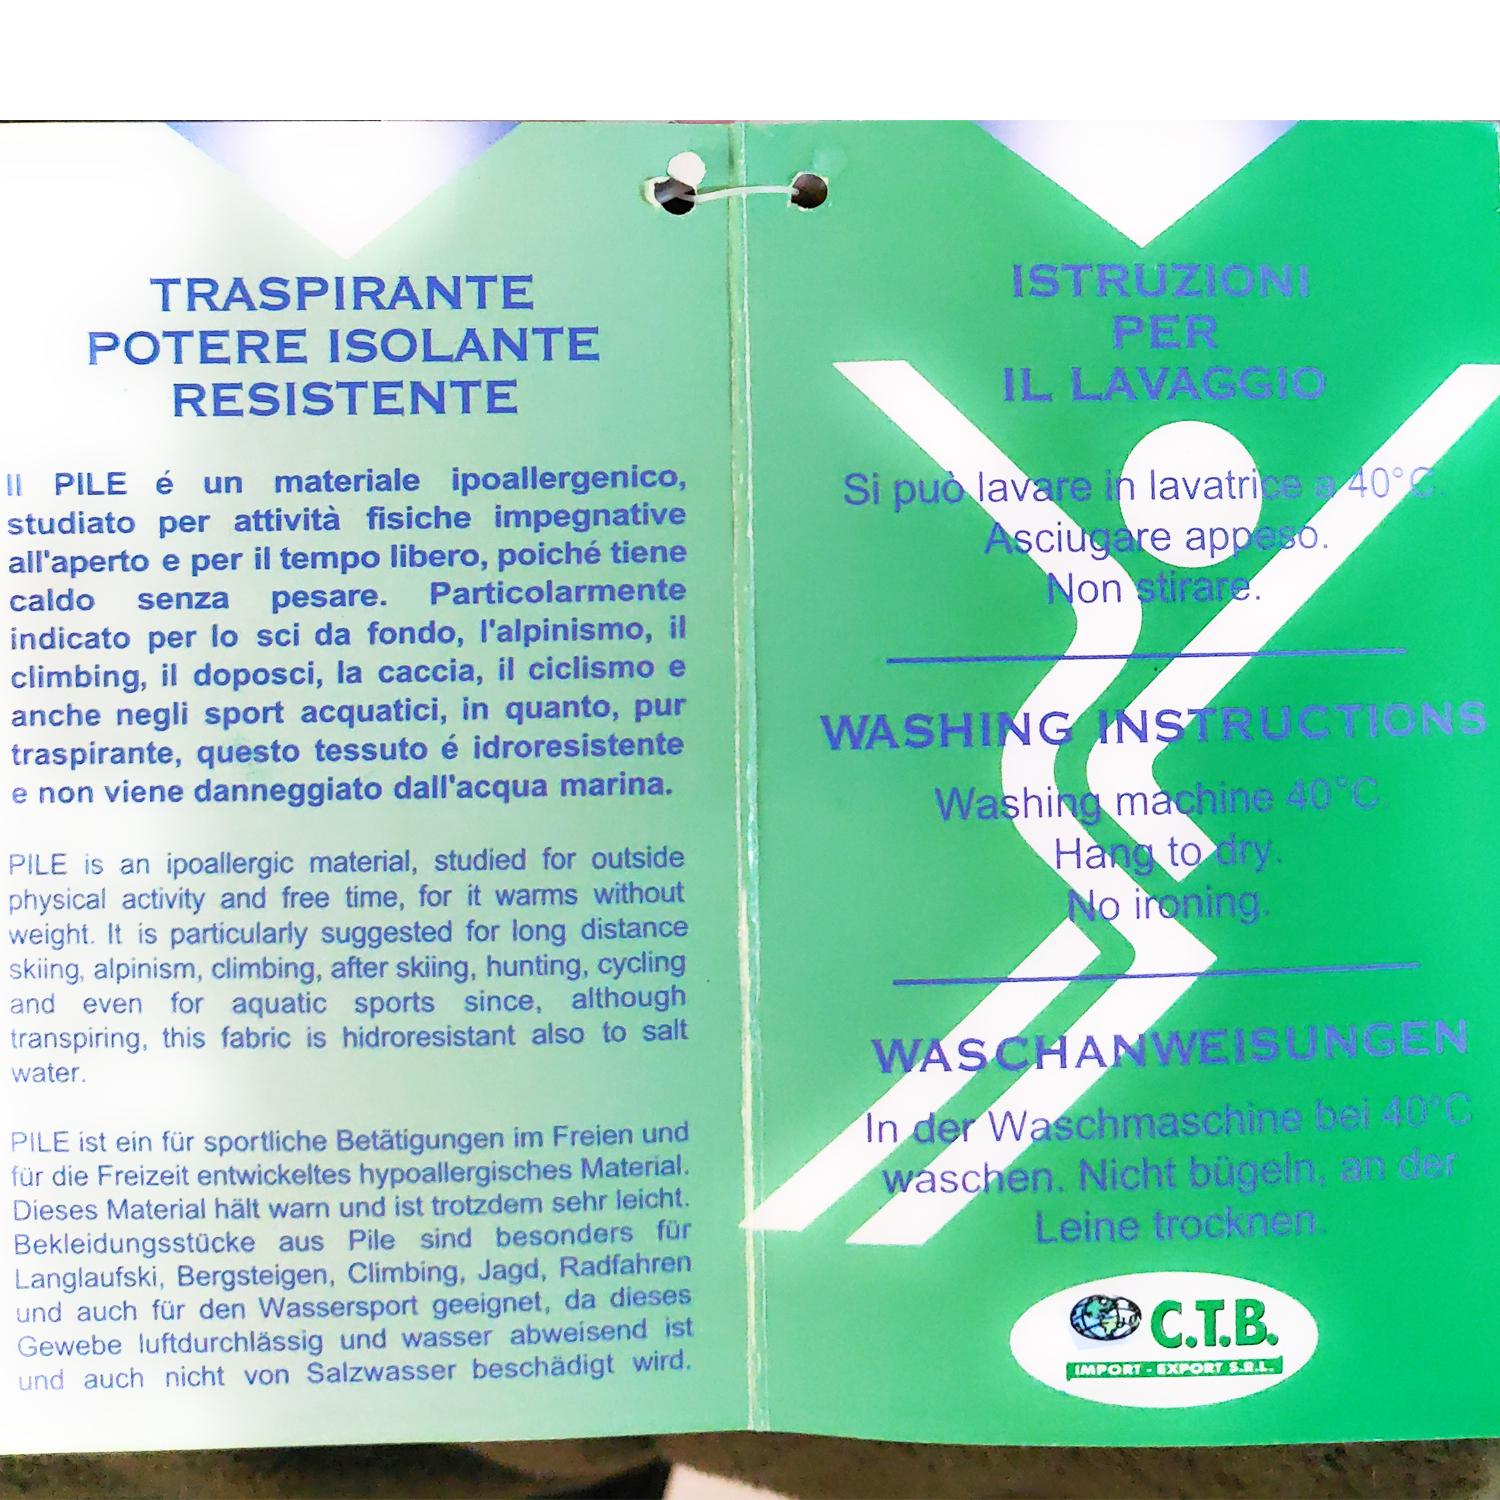 TRASPIRANTE
POTERE ISOLANTE
RESISTENTE
Il PILE é un materiale ipoallergenico,
studiato per attività fisiche impegnative
all'aperto e per il tempo libero, poiché tiene
caldo senza pesare. Particolarmente
indicato per lo sci da fondo, l'alpinismo, il
climbing, il doposci, la caccia, il ciclismo e
anche negli sport acquatici, in quanto, pur
traspirante, questo tessuto é idroresistente
e non viene danneggiato dall'acqua marina.
PILE is an ipoallergic material, studied for outside
physical activity and free time, for it warms without
weight. It is particularly suggested for long distance
skiing, alpinism, climbing, after skiing, hunting, cycling
and even for aquatic sports since, although
transpiring, this fabric is hidroresistant also to salt
water.
PILE ist ein für sportliche Betätigungen im Freien und
für die Freizeit entwickeltes hypoallergisches Material.
Dieses Material hält warn und ist trotzdem sehr leicht.
Bekleidungsstücke aus Pile sind besonders für
Langlaufski, Bergsteigen, Climbing, Jagd, Radfahren
und auch für den Wassersport geeignet, da dieses
Gewebe luftdurchlässig und wasser abweisend ist
und auch nicht von Salzwasser beschädigt wird.
ISTRUZIONI
PER
IL LAVAGGIO
Si può lavare in lavatrice a 40°C.
Asciugare appeso.
Non stirare.
WASHING INSTRUCTIONS
Washing machine 40°C
Hang to dry.
No ironing.
WASCHANWEISUNGEN
In der Waschmaschine bei 40°C
waschen. Nicht bügeln, an der
Leine trocknen.
C.T.B.
IMPORT - EXPORT S.R.L.